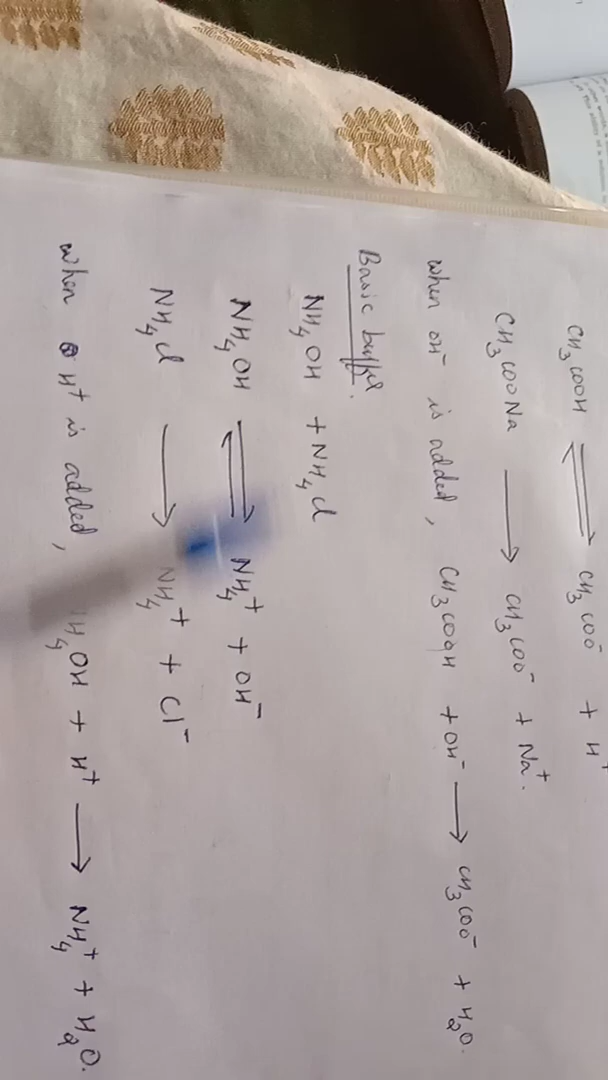 CH₃COOH ⇌ CH₃COO⁻ + H⁺
CH₃COONa ⟶ CH₃COO⁻ + Na⁺.
when OH⁻ is added, CH₃COOH + OH⁻ ⟶ CH₃COO⁻ + H₂O.
Basic buffer.
NH₄OH + NH₄Cl
NH₄OH ⇌ NH₄⁺ + OH⁻
NH₄Cl ⟶ NH₄⁺ + Cl⁻
when H⁺ is added, H₄OH + H⁺ ⟶ NH₄⁺ + H₂O.